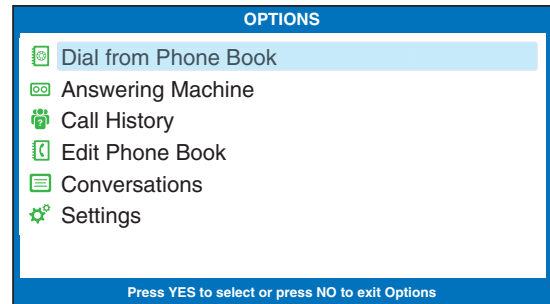 OPTIONS
Dial from Phone Book
Answering Machine
Call History
Edit Phone Book
Conversations
Settings
Press YES to select or press NO to exit Options